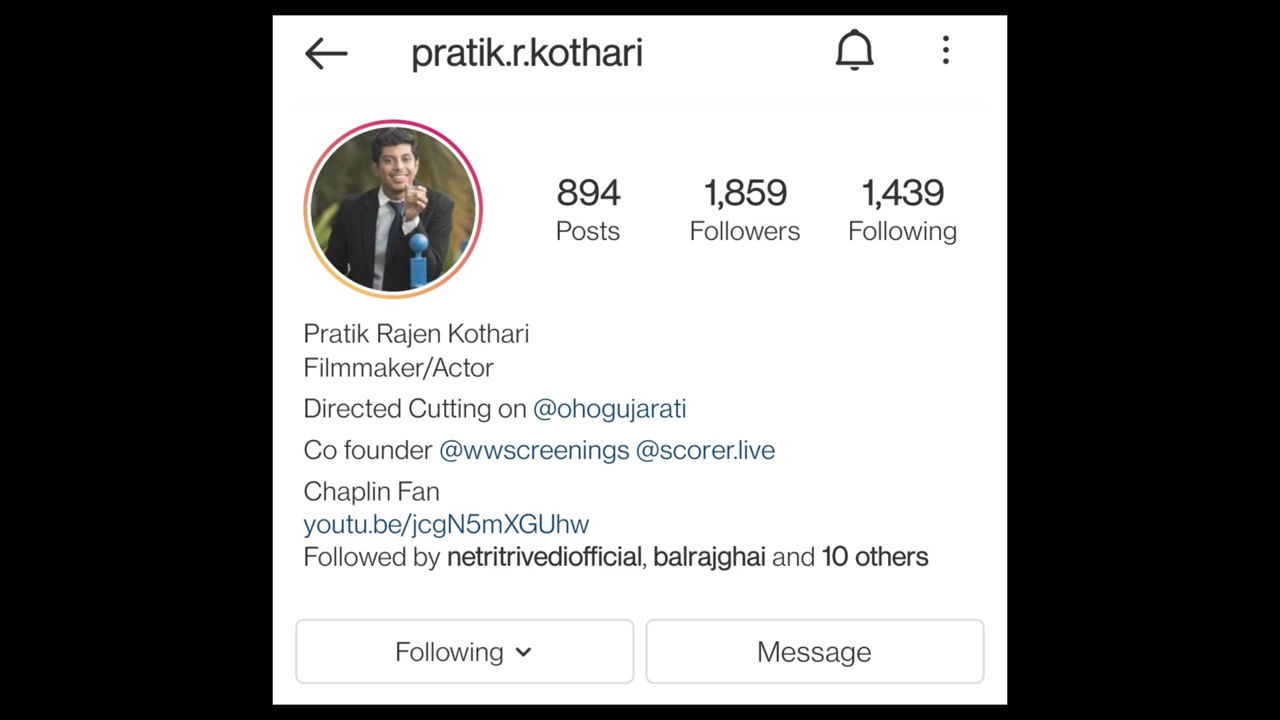 pratik.r.kothari
894 1,859 1,439
Posts Followers Following
Pratik Rajen Kothari
Filmmaker/Actor
Directed Cutting on @ohogujarati
Co founder @wwscreenings @scorer.live
Chaplin Fan
youtu.be/jcgN5mXGUhw
Followed by netritrivediofficial, balrajghai and 10 others
Following Message